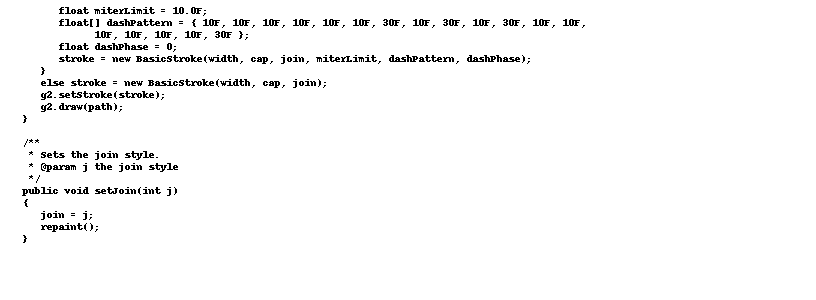 float miterLimit = 10.0F;
float[] dashPattern = { 10F, 10F, 10F, 10F, 10F, 10F, 30F, 10F, 30F, 10F, 30F, 10F, 10F,
10F, 10F, 10F, 10F, 30F };
float dashPhase = 0;
stroke = new BasicStroke(width, cap, join, miterLimit, dashPattern, dashPhase);
}
else stroke = new BasicStroke(width, cap, join);
g2.setStroke(stroke);
g2.draw(path);
}
/**
* Sets the join style.
* @param j the join style
*/
public void setJoin(int j)
{
join = j;
repaint();
}